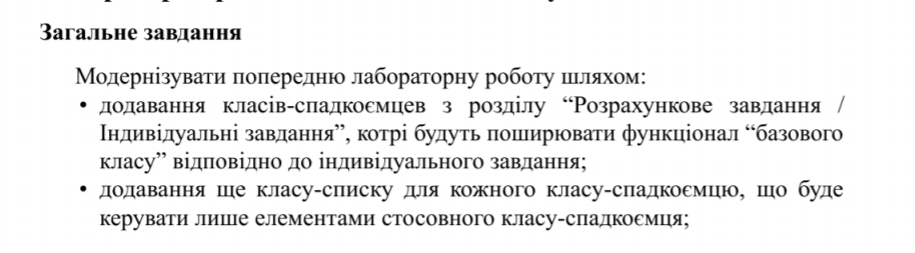 Загальне завдання
Модернізувати попередню лабораторну роботу шляхом:
• додавання класів-спадкоємцев з розділу “Розрахункове завдання /
Індивідуальні завдання”, котрі будуть поширювати функціонал “базового
класу” відповідно до індивідуального завдання;
• додавання ще класу-списку для кожного класу-спадкоємцю, що буде
керувати лише елементами стосовного класу-спадкоємця;